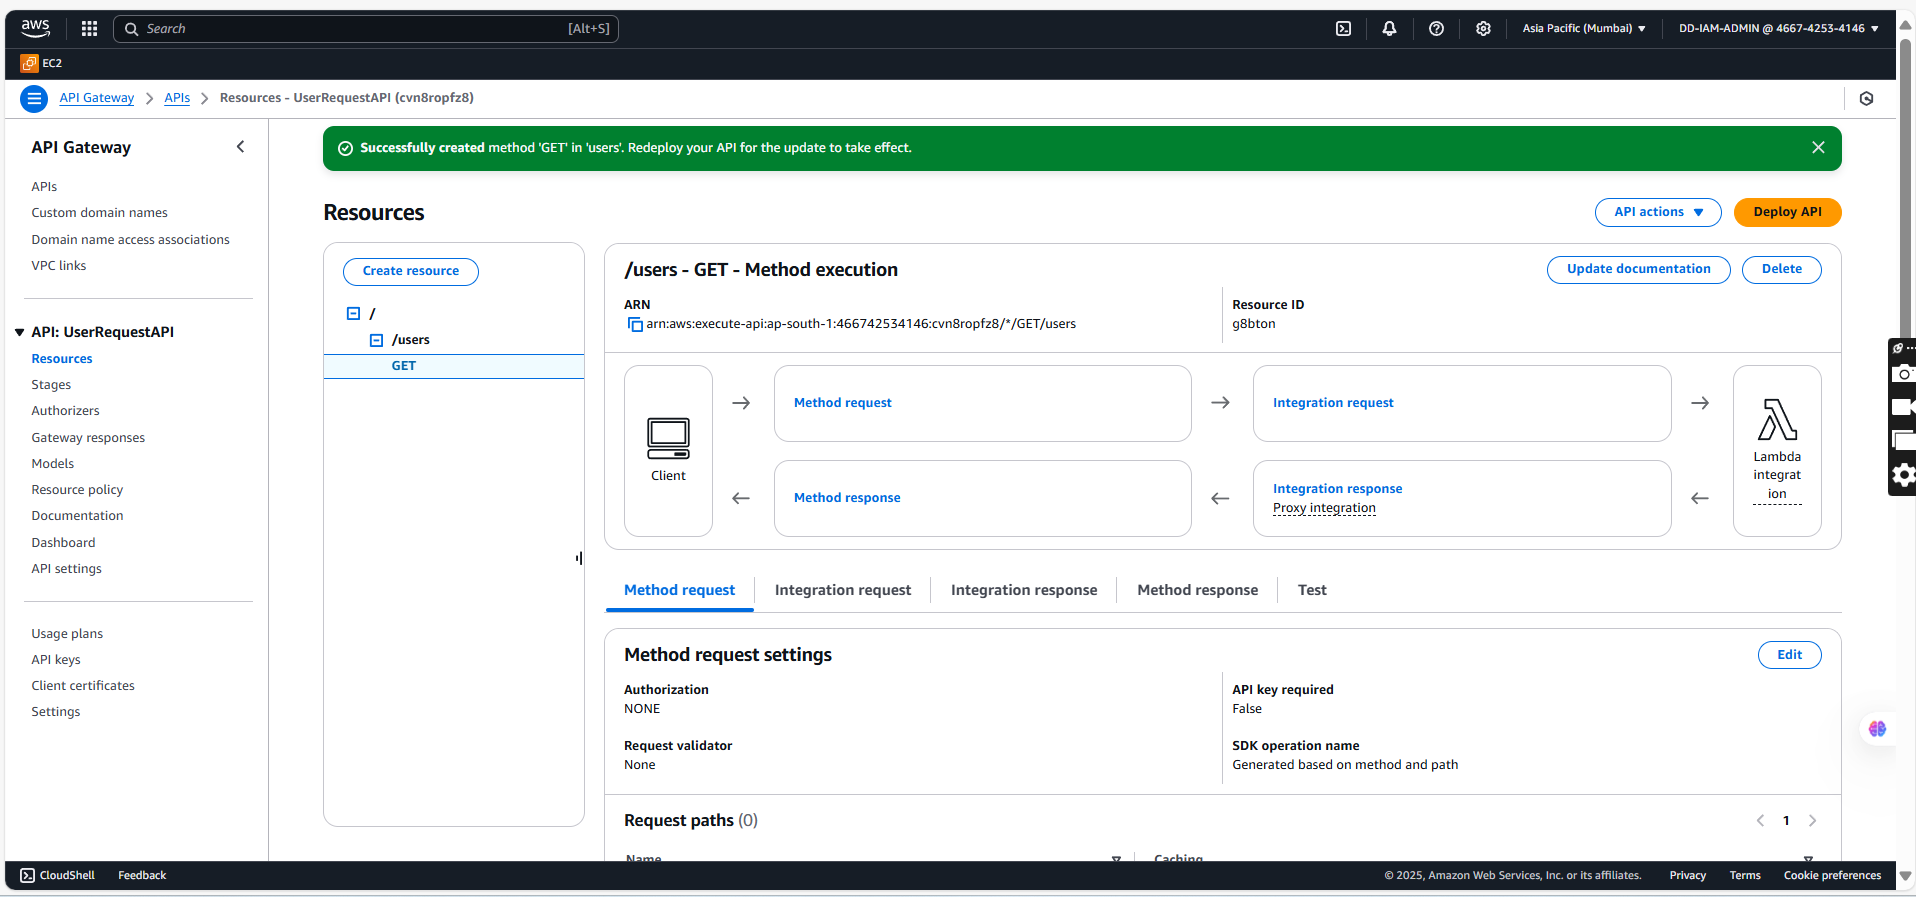 aws
Search [Alt+S]
Asia Pacific (Mumbai) ▼ DD-IAM-ADMIN @ 4667-4253-4146 ▼
EC2
API Gateway > APIs > Resources - UserRequestAPI (cvn8ropfz8)
API Gateway
APIs
Custom domain names
Domain name access associations
VPC links
API: UserRequestAPI
Resources
Stages
Authorizers
Gateway responses
Models
Resource policy
Documentation
Dashboard
API settings
Usage plans
API keys
Client certificates
Settings
Successfully created method 'GET' in 'users'. Redeploy your API for the update to take effect.
Resources
API actions ▼ Deploy API
Create resource
/
/users
GET
/users - GET - Method execution
Update documentation Delete
ARN
arn:aws:execute-api:ap-south-1:466742534146:cvn8ropfz8/*/GET/users
Resource ID
g8bton
Client
Method request
Integration request
Method response
Integration response
Proxy integration
Lambda
integrat
ion
Method request Integration request Integration response Method response Test
Method request settings
Edit
Authorization
NONE
API key required
False
Request validator
None
SDK operation name
Generated based on method and path
Request paths (0)
1
Name Caching
CloudShell Feedback
© 2025, Amazon Web Services, Inc. or its affiliates. Privacy Terms Cookie preferences